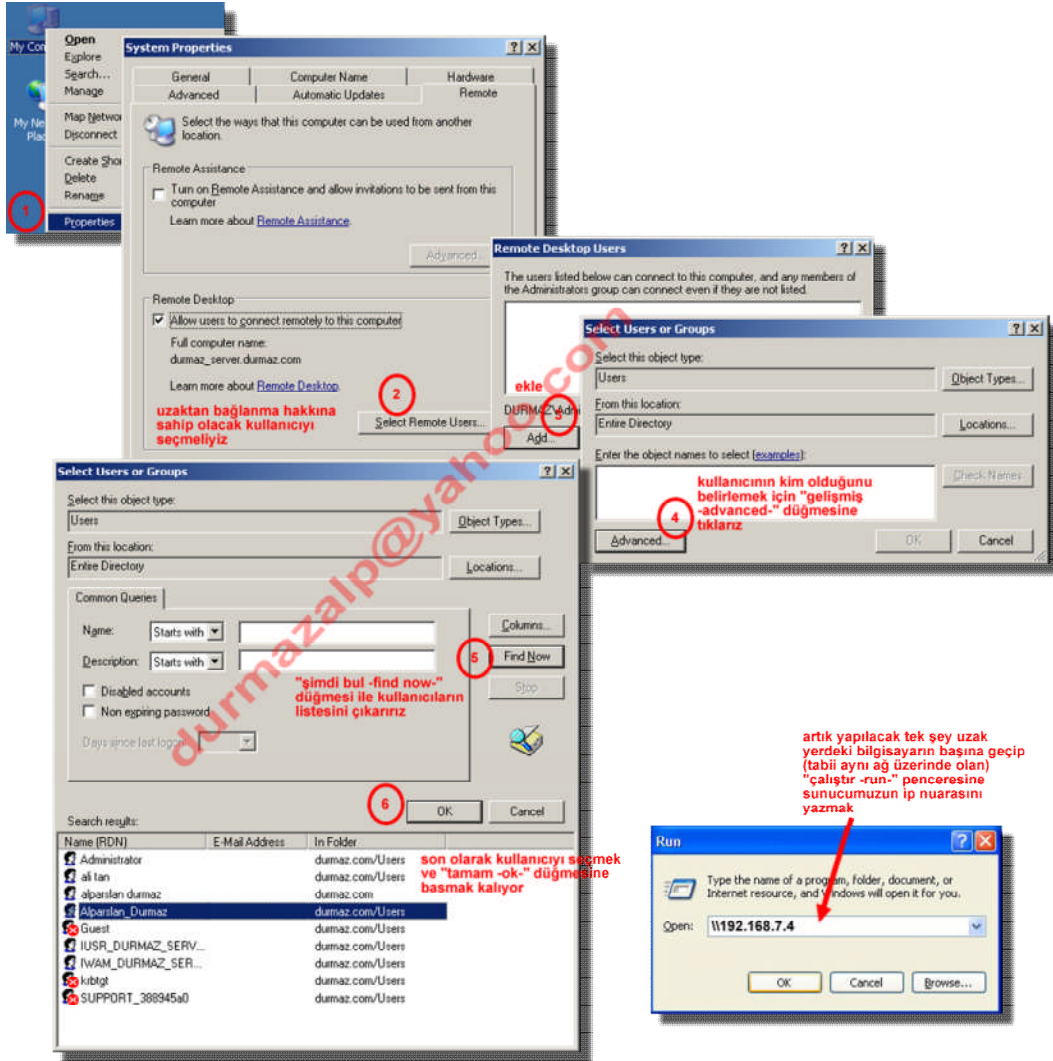 My Con
My Ne
Plac
Open
Explore
Search...
Manage
Map Networ
Disconnect
Create Shor
Delete
Rename
Properties
1
System Properties
General
Computer Name
Hardware
Advanced
Automatic Updates
Remote
Select the ways that this computer can be used from another
location.
Remote Assistance
Turn on Remote Assistance and allow invitations to be sent from this
computer
Learn more about Remote Assistance.
Advanced...
Remote Desktop
Allow users to connect remotely to this computer
Full computer name:
durmaz_server.durmaz.com
Learn more about Remote Desktop.
2
uzaktan bağlanma hakkına
sahip olacak kullanıcıyı
seçmeliyiz
Select Remote Users...
Remote Desktop Users
The users listed below can connect to this computer, and any members of
the Administrators group can connect even if they are not listed.
ekle
DURMAZ\Admi
3
Add...
Select Users or Groups
Select this object type:
Users
Object Types...
From this location:
Entire Directory
Locations...
Enter the object names to select (examples):
Check Names
kullanıcının kim olduğunu
belirlemek için "gelişmiş
-advanced-" düğmesine
tıklarız
4
Advanced...
OK
Cancel
Select Users or Groups
Select this object type:
Users
Object Types...
From this location:
Entire Directory
Locations...
Common Queries
Name:
Starts with
Columns...
Description:
Starts with
5
Find Now
Disabled accounts
Non expiring password
Stop
"şimdi bul -find now-"
düğmesi ile kullanıcıların
listesini çıkarırız
Days since last logon:
6
OK
Cancel
Search results:
Name (RDN)
E-Mail Address
In Folder
Administrator
durmaz.com/Users
ali tan
durmaz.com/Users
alparslan durmaz
durmaz.com
Alparslan_Durmaz
durmaz.com/Users
Guest
durmaz.com/Users
IUSR_DURMAZ_SERV...
durmaz.com/Users
IWAM_DURMAZ_SER...
durmaz.com/Users
krbtgt
durmaz.com/Users
SUPPORT_388945a0
durmaz.com/Users
son olarak kullanıcıyı seçmek
ve "tamam -ok-" düğmesine
basmak kalıyor
artık yapılacak tek şey uzak
yerdeki bilgisayarın başına geçip
(tabii aynı ağ üzerinde olan)
"çalıştır -run-" penceresine
sunucumuzun ip nuarasını
yazmak
Run
Type the name of a program, folder, document, or
Internet resource, and Windows will open it for you.
Open:
\\192.168.7.4
OK
Cancel
Browse...
durmazalp@yahoo.com